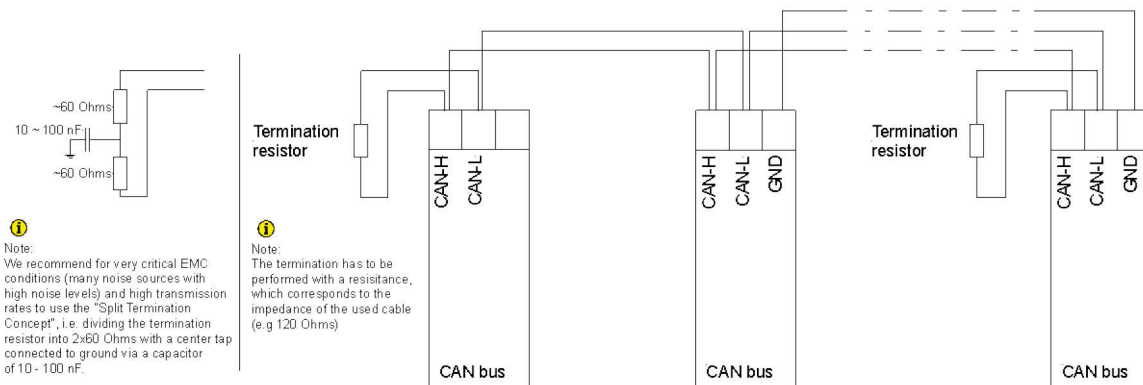 ~60 Ohms
10 ~ 100 nF
~60 Ohms
Note:
We recommend for very critical EMC
conditions (many noise sources with
high noise levels) and high transmission
rates to use the "Split Termination
Concept", i.e. dividing the termination
resistor into 2x60 Ohms with a center tap
connected to ground via a capacitor
of 10 - 100 nF.
Termination
resistor
Note:
The termination has to be
performed with a resisitance,
which corresponds to the
impedance of the used cable
(e.g 120 Ohms)
CAN-H
CAN-L
CAN bus
CAN-H
CAN-L
GND
CAN bus
Termination
resistor
CAN-H
CAN-L
GND
CAN bus